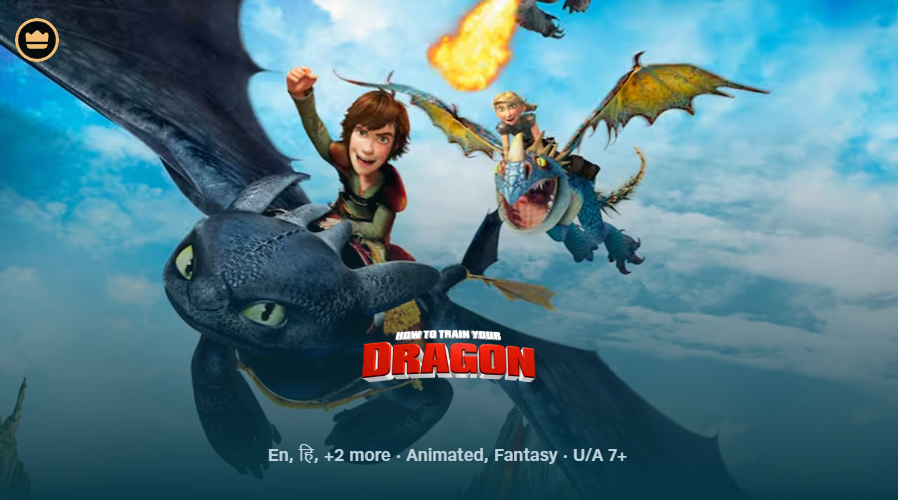 HOW TO TRAIN YOUR
DRAGON
En, हि, +2 more · Animated, Fantasy · U/A 7+